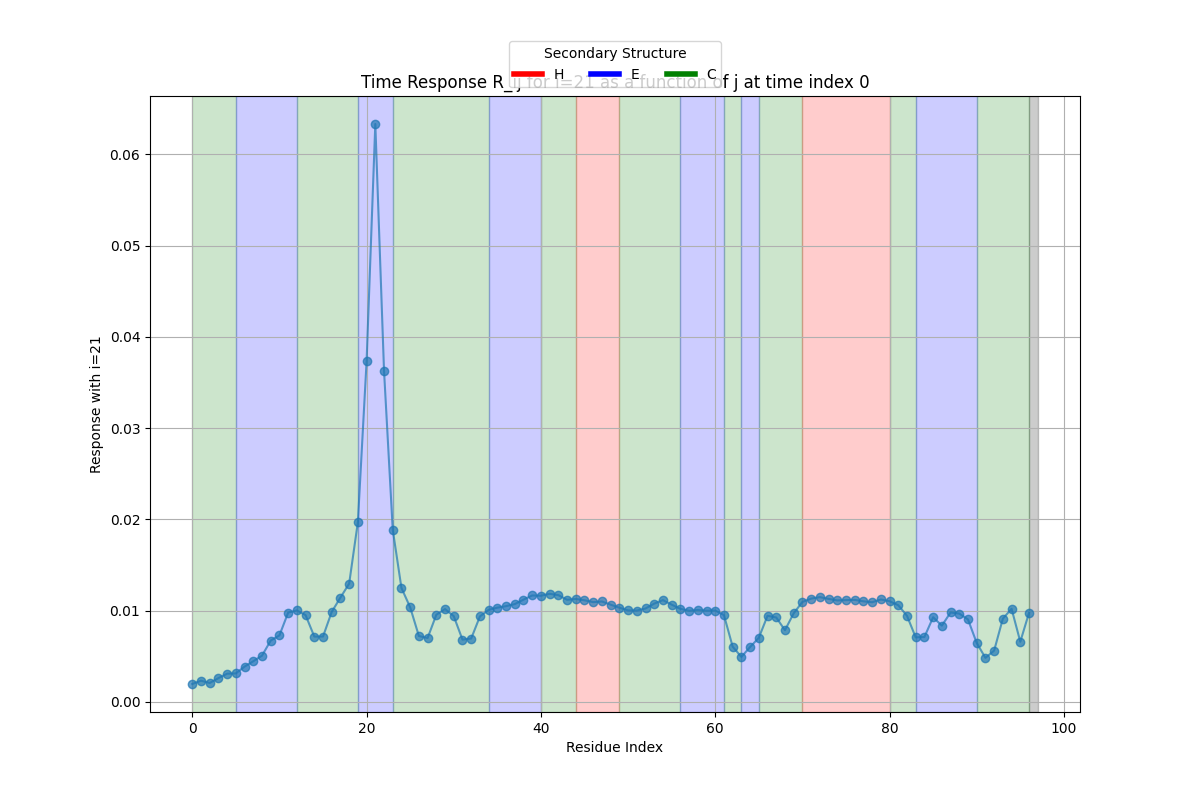 Secondary Structure
H E C
Time Response R_ij for i=21 as a function of j at time index 0
0.06
0.05
0.04
0.03
0.02
0.01
0.00
Response with i=21
0 20 40 60 80 100
Residue Index